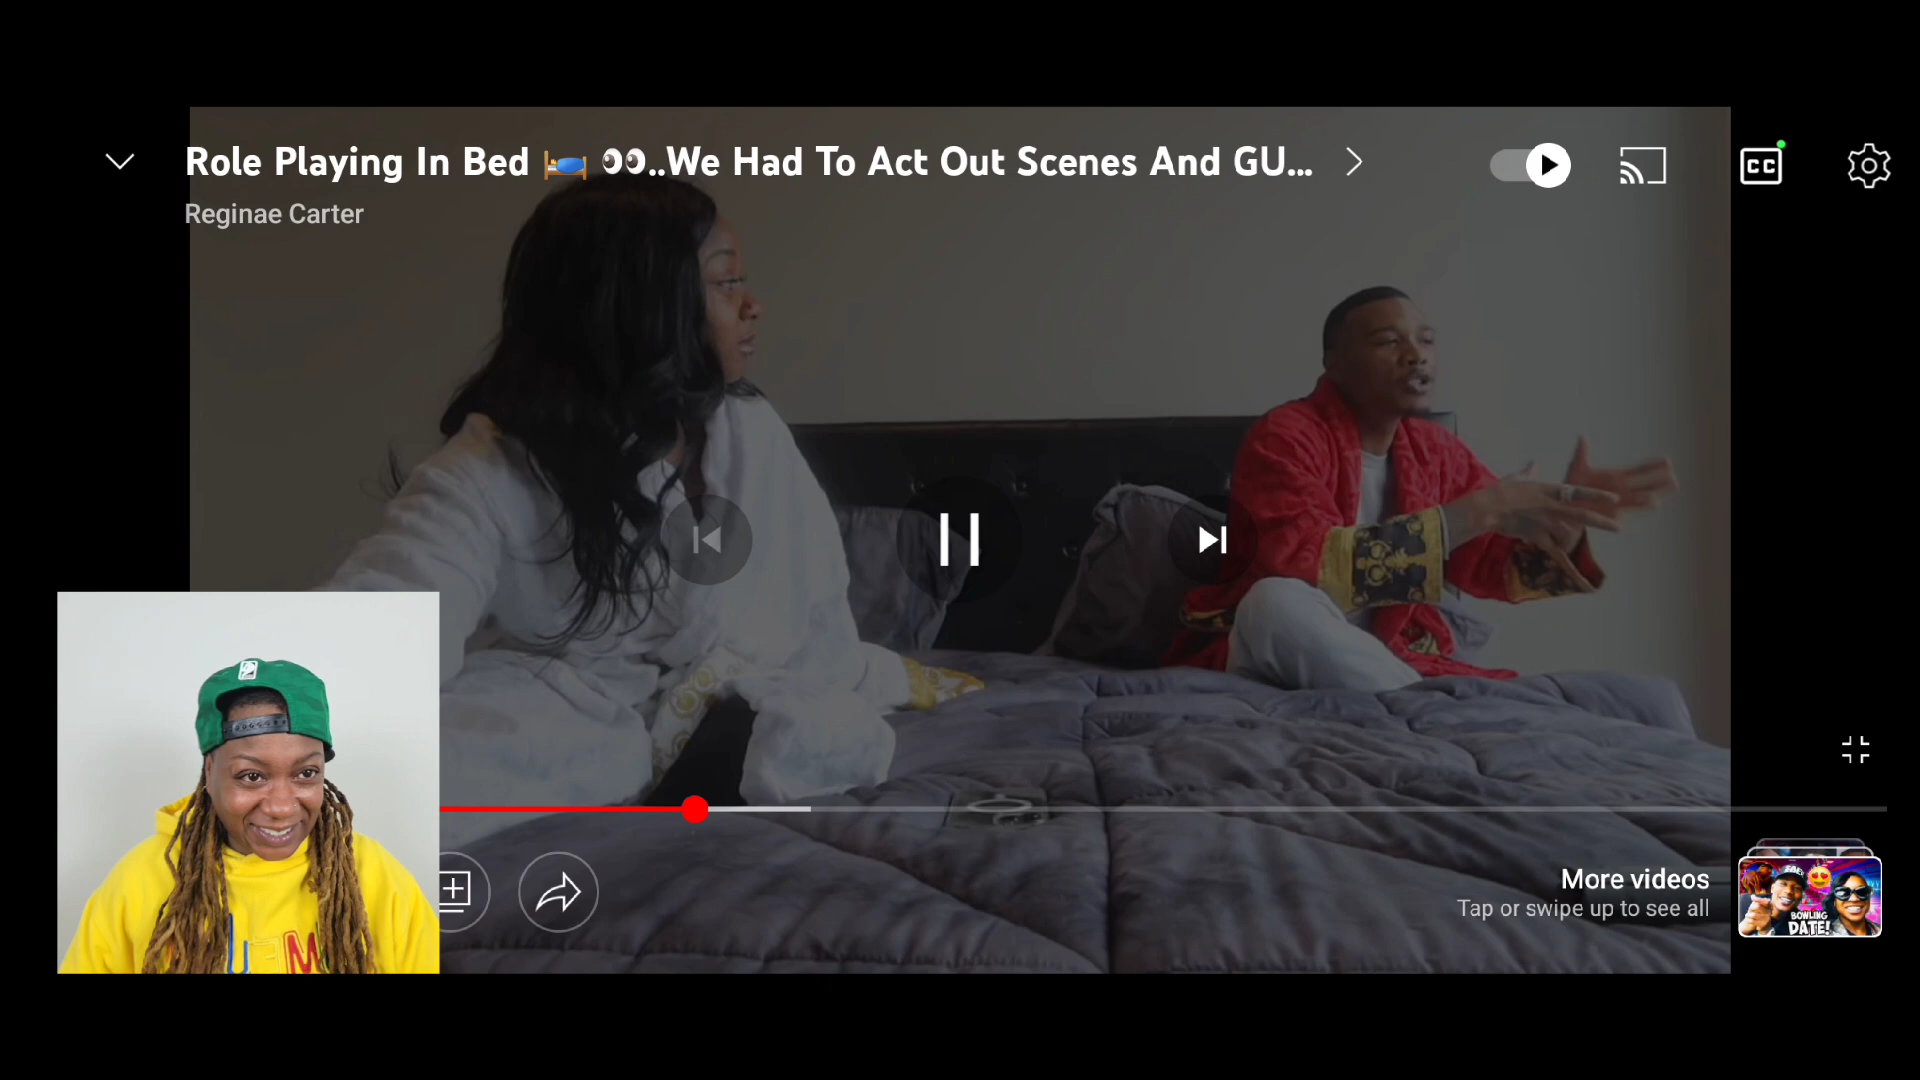 Role Playing In Bed 🛏️ 👀..We Had To Act Out Scenes And GU...
Reginae Carter
CC
More videos
Tap or swipe up to see all
BOWLING
DATE!